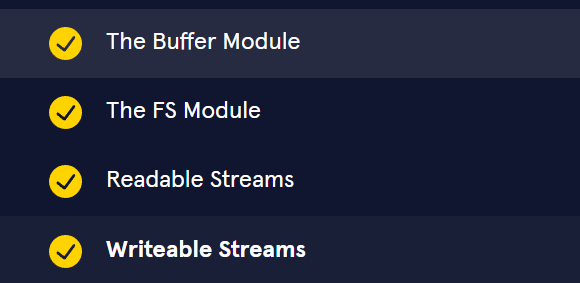 The Buffer Module
The FS Module
Readable Streams
Writeable Streams